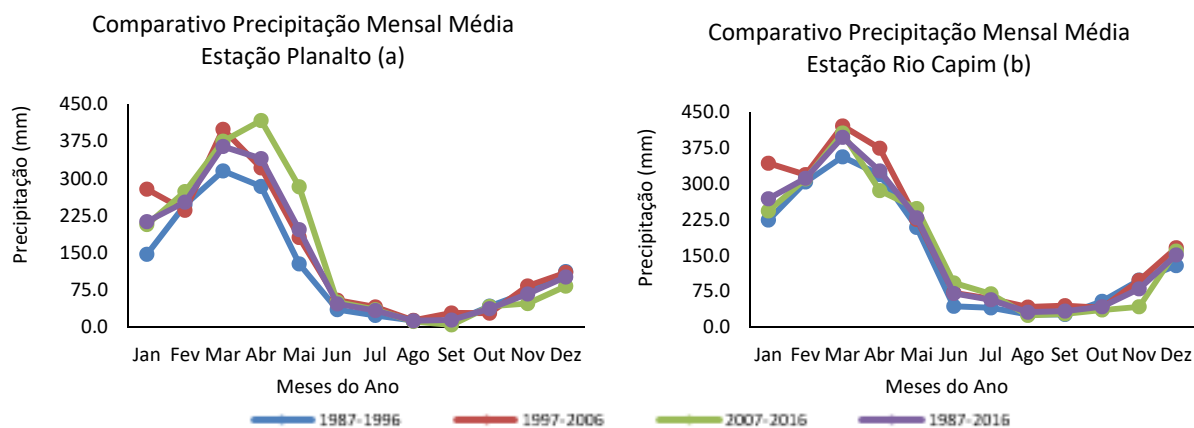 Comparativo Precipitação Mensal Média
Estação Planalto (a)
Precipitação (mm)
450.0
375.0
300.0
225.0
150.0
75.0
0.0
Jan Fev Mar Abr Mai Jun Jul Ago Set Out Nov Dez
Meses do Ano
Comparativo Precipitação Mensal Média
Estação Rio Capim (b)
Precipitação (mm)
450.0
375.0
300.0
225.0
150.0
75.0
0.0
Jan Fev Mar Abr Mai Jun Jul Ago Set Out Nov Dez
Meses do Ano
1987-1996 1997-2006 2007-2016 1987-2016